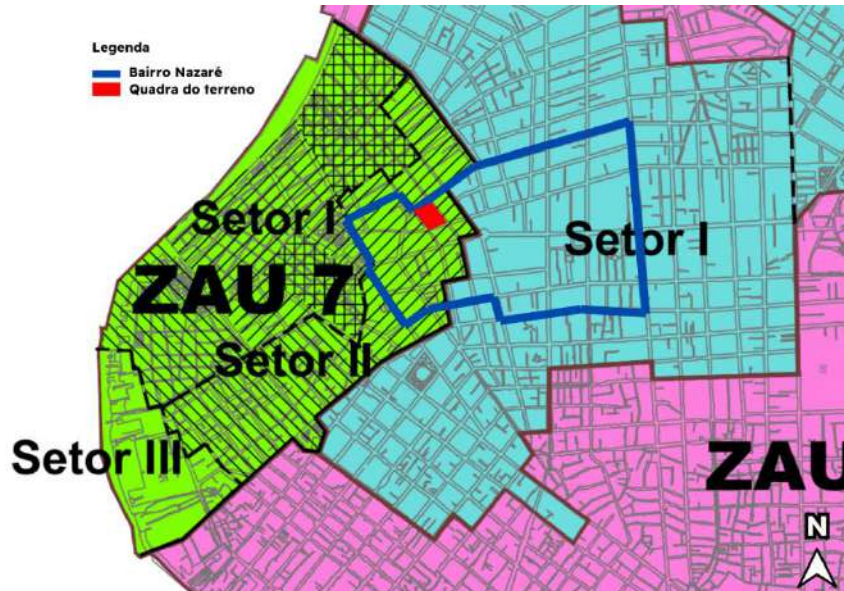 Legenda
Bairro Nazaré
Quadra do terreno
Setor I
Setor I
ZAU 7
Setor II
Setor III
ZAU
N